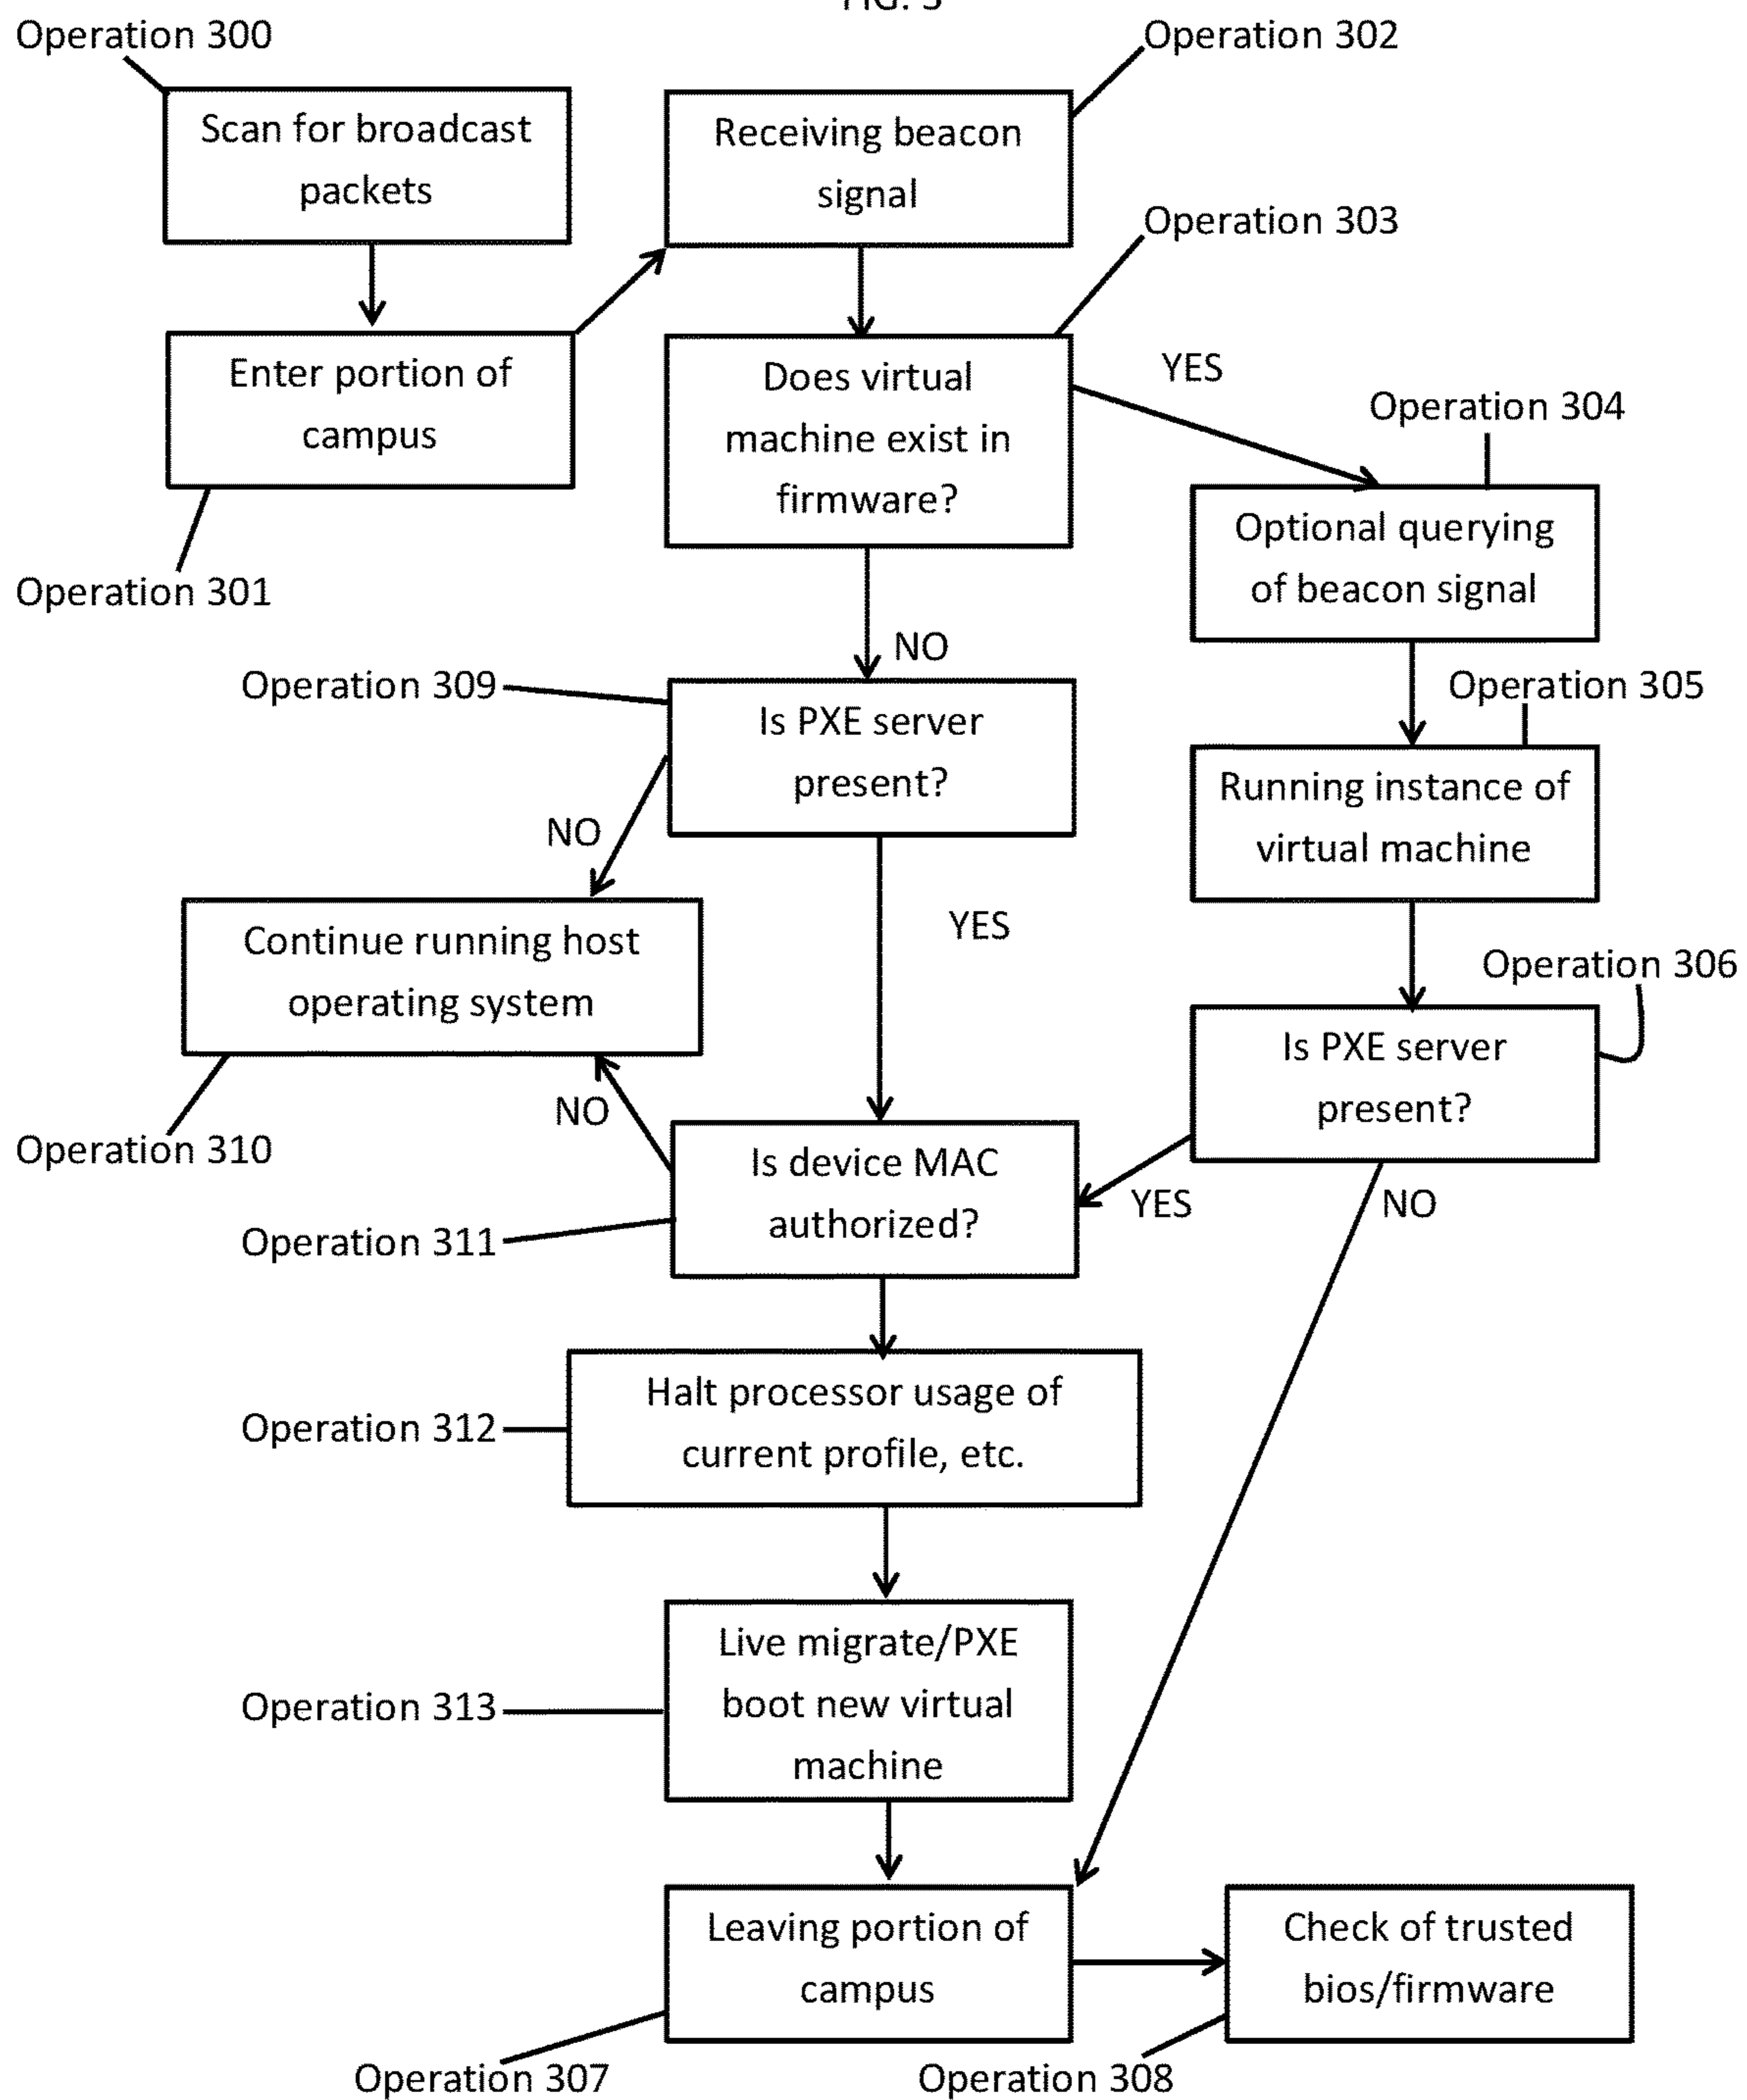 FIG. 3
Operation 300
Operation 302
Scan for broadcast
packets
Receiving beacon
signal
Operation 303
Enter portion of
campus
Does virtual
machine exist in
firmware?
YES
Operation 304
Optional querying
of beacon signal
Operation 301
NO
Operation 309
Is PXE server
present?
Operation 305
Running instance of
virtual machine
NO
Continue running host
operating system
YES
Operation 306
Is PXE server
present?
NO
Operation 310
Is device MAC
authorized?
YES
NO
Operation 311
Halt processor usage of
current profile, etc.
Operation 312
Live migrate/PXE
boot new virtual
machine
Operation 313
Leaving portion of
campus
Check of trusted
bios/firmware
Operation 307
Operation 308